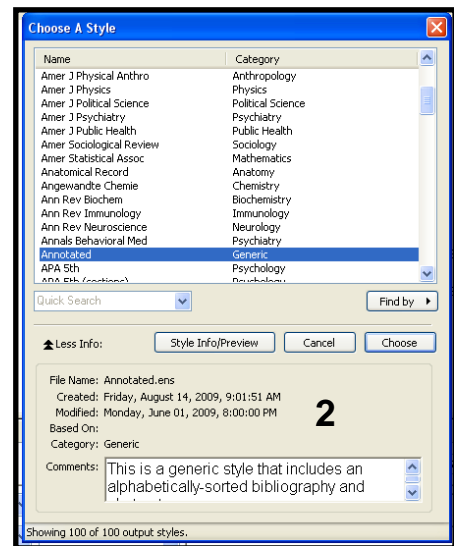 Choose A Style
Name Category
Amer J Physical Anthro Anthropology
Amer J Physics Physics
Amer J Political Science Political Science
Amer J Psychiatry Psychiatry
Amer J Public Health Public Health
Amer Sociological Review Sociology
Amer Statistical Assoc Mathematics
Anatomical Record Anatomy
Angewandte Chemie Chemistry
Ann Rev Biochem Biochemistry
Ann Rev Immunology Immunology
Ann Rev Neuroscience Neurology
Annals Behavioral Med Psychiatry
Annotated Generic
APA 5th Psychology
APA 5th (sections) Psychology
Quick Search Find by
Less Info: Style Info/Preview Cancel Choose
File Name: Annotated.ens
Created: Friday, August 14, 2009, 9:01:51 AM
Modified: Monday, June 01, 2009, 8:00:00 PM
2
Based On:
Category: Generic
Comments: This is a generic style that includes an
alphabetically-sorted bibliography and
Showing 100 of 100 output styles.